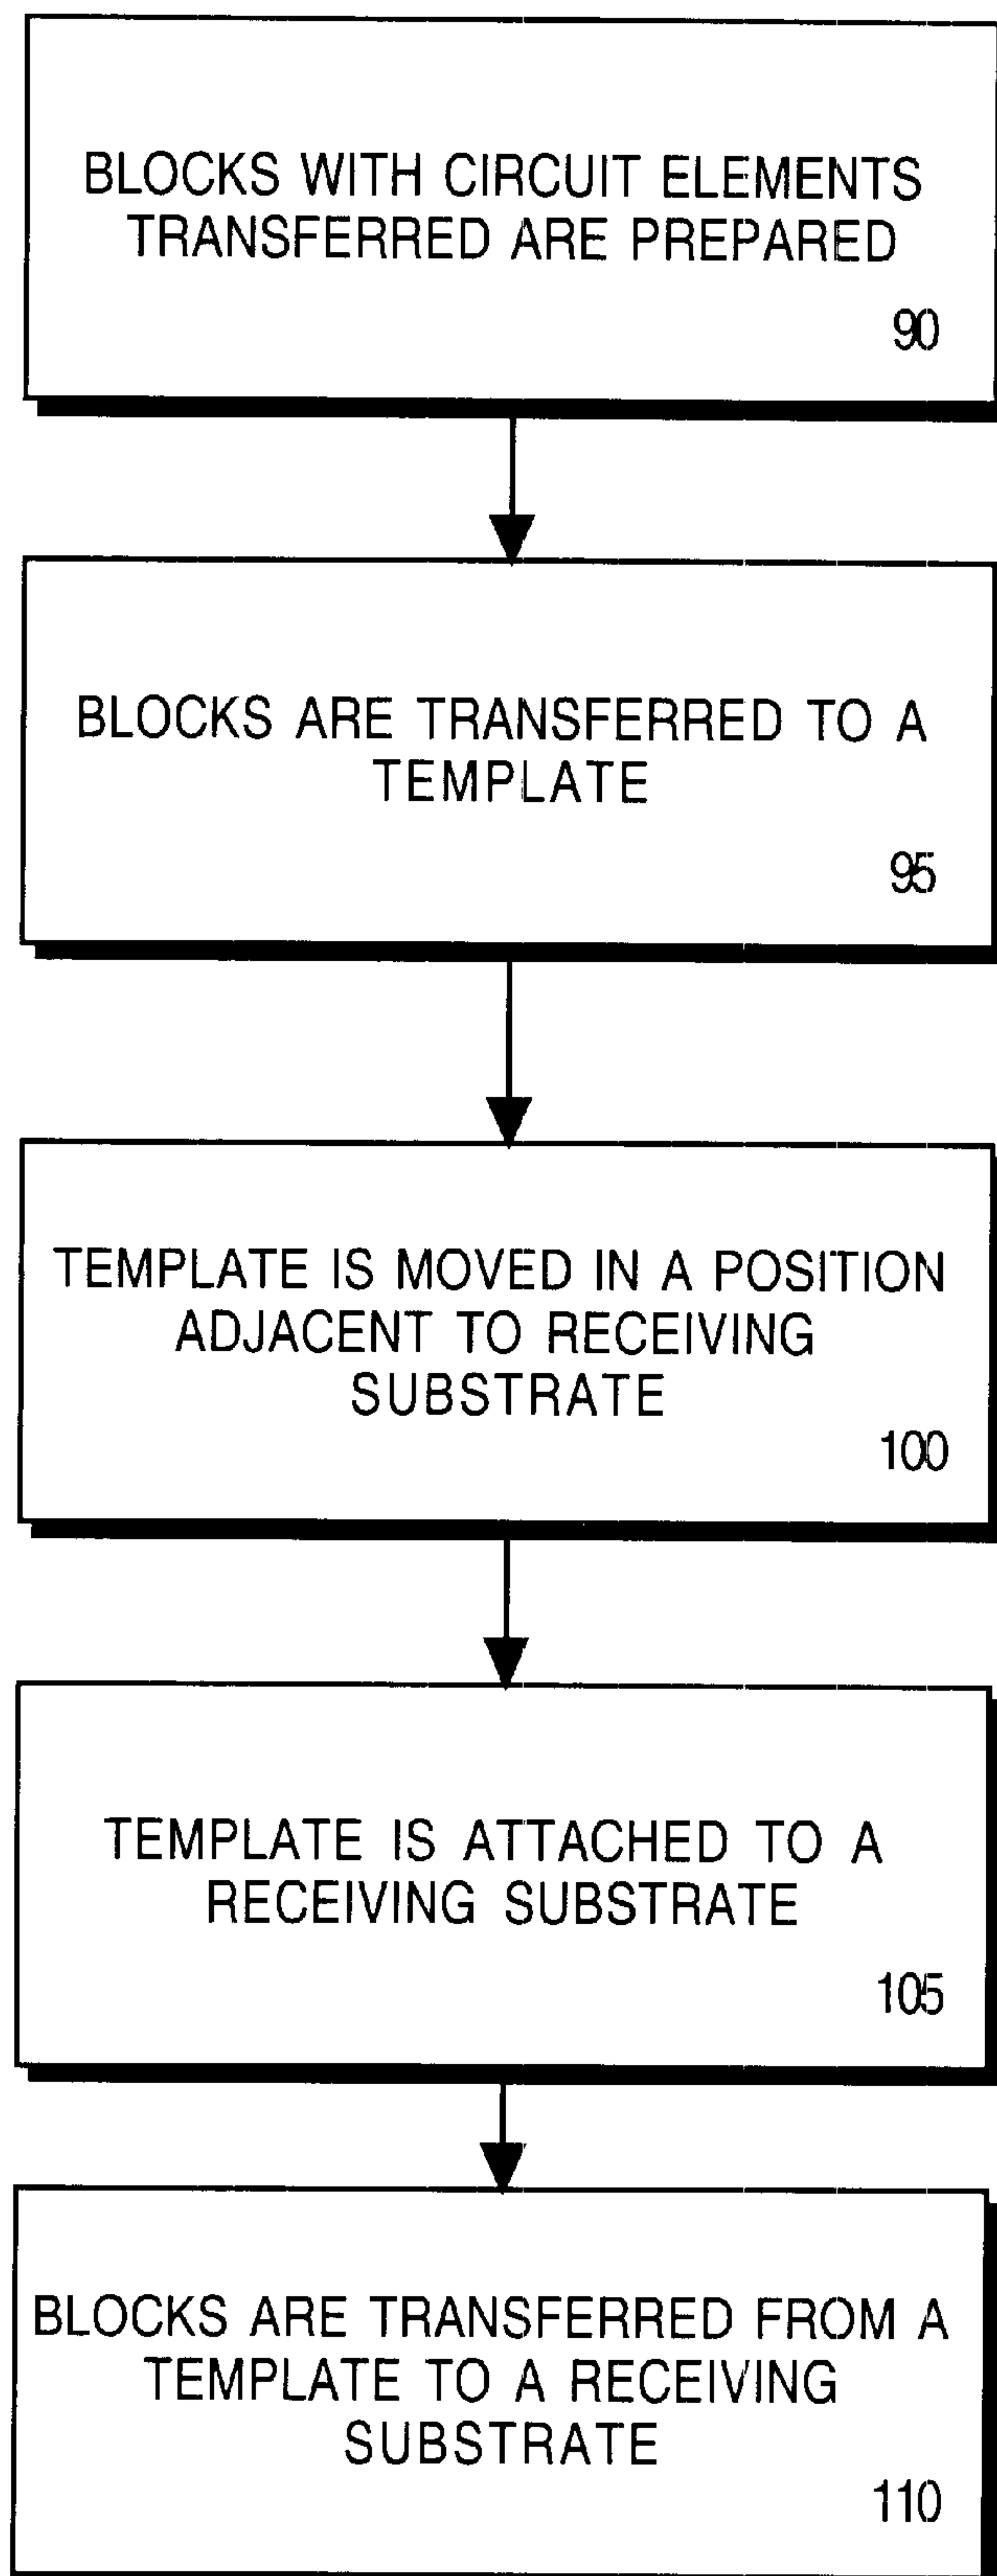 BLOCKS WITH CIRCUIT ELEMENTS
TRANSFERRED ARE PREPARED
90
BLOCKS ARE TRANSFERRED TO A
TEMPLATE
95
TEMPLATE IS MOVED IN A POSITION
ADJACENT TO RECEIVING
SUBSTRATE
100
TEMPLATE IS ATTACHED TO A
RECEIVING SUBSTRATE
105
BLOCKS ARE TRANSFERRED FROM A
TEMPLATE TO A RECEIVING
SUBSTRATE
110